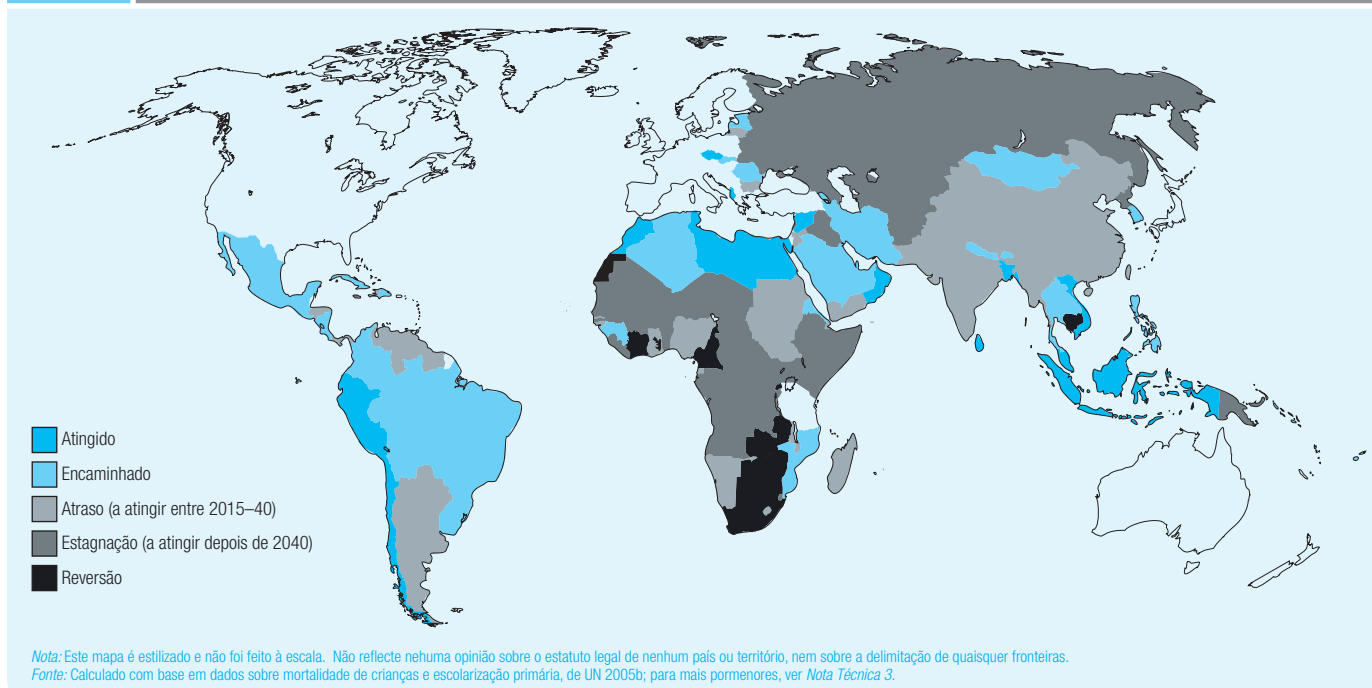 Atingido
Encaminhado
Atraso (a atingir entre 2015–40)
Estagnação (a atingir depois de 2040)
Reversão
Nota: Este mapa é estilizado e não foi feito à escala. Não reflecte nehuma opinião sobre o estatuto legal de nenhum país ou território, nem sobre a delimitação de quaisquer fronteiras.
Fonte: Calculado com base em dados sobre mortalidade de crianças e escolarização primária, de UN 2005b; para mais pormenores, ver Nota Técnica 3.